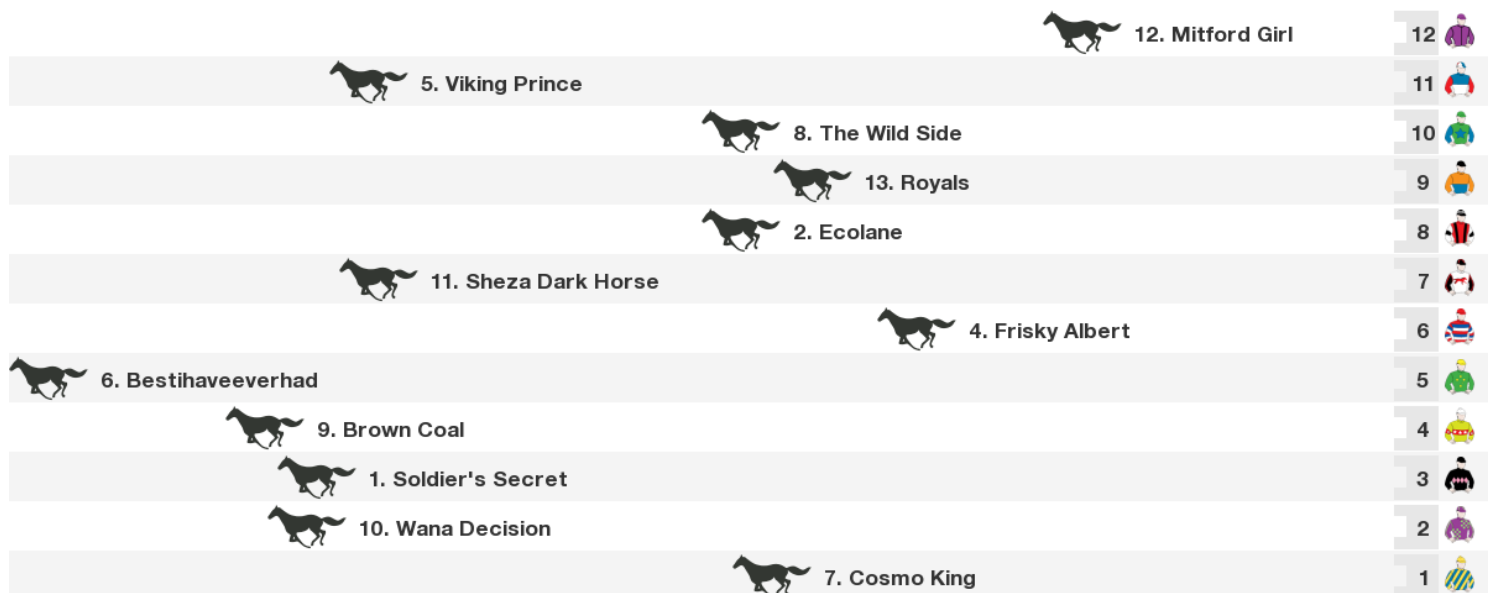 12. Mitford Girl 12
5. Viking Prince 11
8. The Wild Side 10
13. Royals 9
2. Ecolane 8
11. Sheza Dark Horse 7
4. Frisky Albert 6
6. Bestihaveeverhad 5
9. Brown Coal 4
1. Soldier's Secret 3
10. Wana Decision 2
7. Cosmo King 1